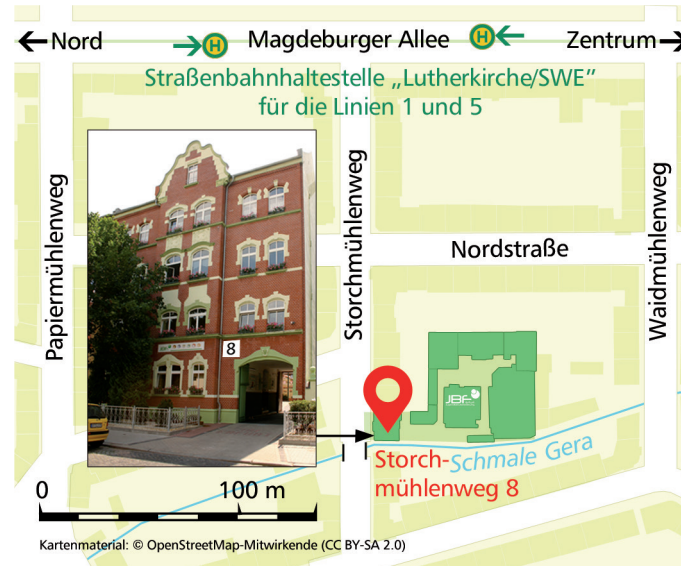 Nord
H
Magdeburger Allee
H
Zentrum
Straßenbahnhaltestelle „Lutherkirche/SWE”
für die Linien 1 und 5
Papiermühlenweg
Storchmühlenweg
Nordstraße
Waidmühlenweg
8
JBF
Storch-
mühlenweg 8
Schmale Gera
0
100 m
Kartenmaterial: © OpenStreetMap-Mitwirkende (CC BY-SA 2.0)